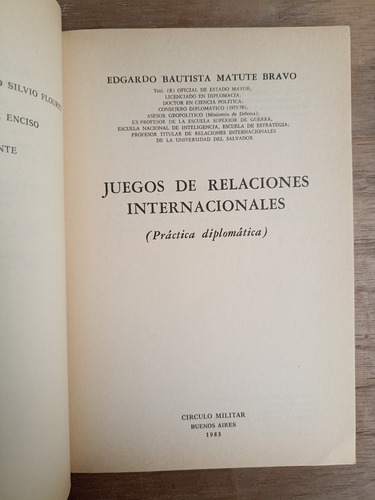 O SILVIO FLOURET
ENCISO
NTE
EDGARDO BAUTISTA MATUTE BRAVO
Tcnl. (R) OFICIAL DE ESTADO MAYOR;
LICENCIADO EN DIPLOMACIA;
DOCTOR EN CIENCIA POLITICA;
CONSEJERO DIPLOMATICO (1977/78);
ASESOR GEOPOLITICO (Ministerio de Defensa);
EX-PROFESOR DE LA ESCUELA SUPERIOR DE GUERRA,
ESCUELA NACIONAL DE INTELIGENCIA, ESCUELA DE ESTRATEGIA;
PROFESOR TITULAR DE RELACIONES INTERNACIONALES
DE LA UNIVERSIDAD DEL SALVADOR
JUEGOS DE RELACIONES
INTERNACIONALES
(Práctica diplomática)
CIRCULO MILITAR
BUENOS AIRES
1983